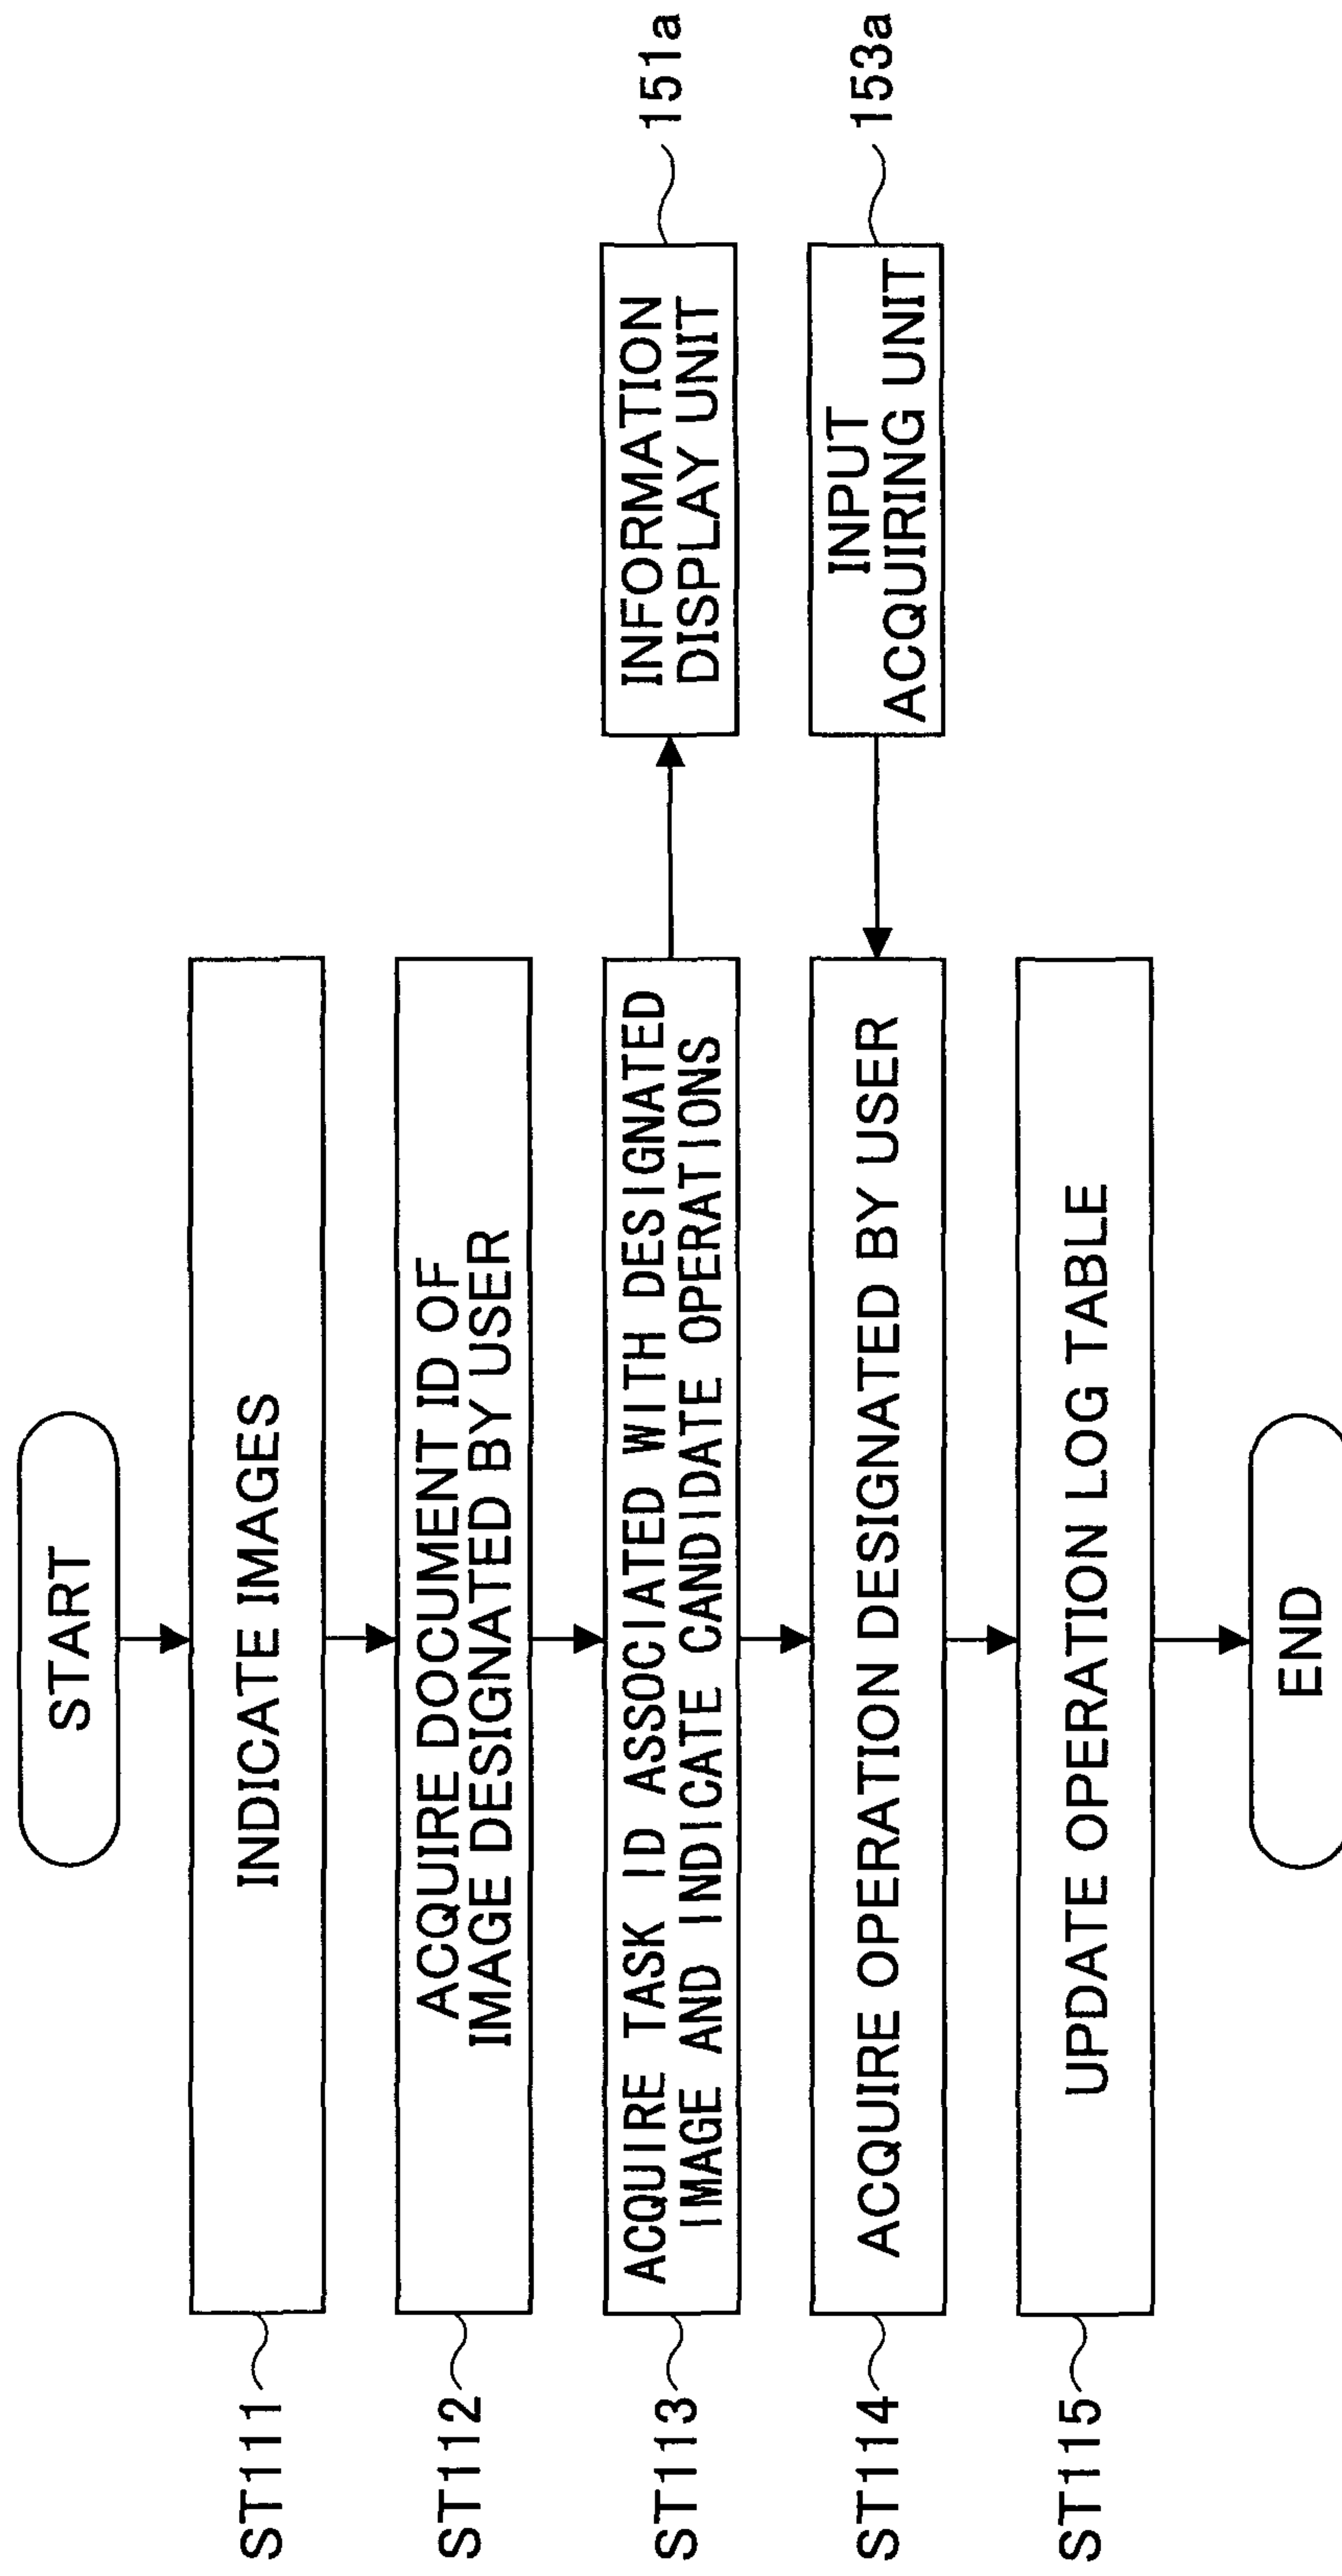 START
ST111
INDICATE IMAGES
ST112
ACQUIRE DOCUMENT ID OF
IMAGE DESIGNATED BY USER
ST113
ACQUIRE TASK ID ASSOCIATED WITH DESIGNATED
IMAGE AND INDICATE CANDIDATE OPERATIONS
INFORMATION
DISPLAY UNIT
151a
ST114
ACQUIRE OPERATION DESIGNATED BY USER
INPUT
ACQUIRING UNIT
153a
ST115
UPDATE OPERATION LOG TABLE
END